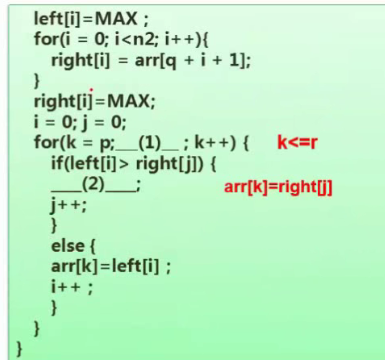 left[i]=MAX ;
for(i = 0; i<n2; i++){
right[i] = arr[q + i + 1];
}
right[i]=MAX;
i = 0; j = 0;
for(k = p;__(1)__ ; k++) { k<=r
if(left[i]> right[j]) {
____(2)____; arr[k]=right[j]
j++;
}
else {
arr[k]=left[i] ;
i++ ;
}
}
}